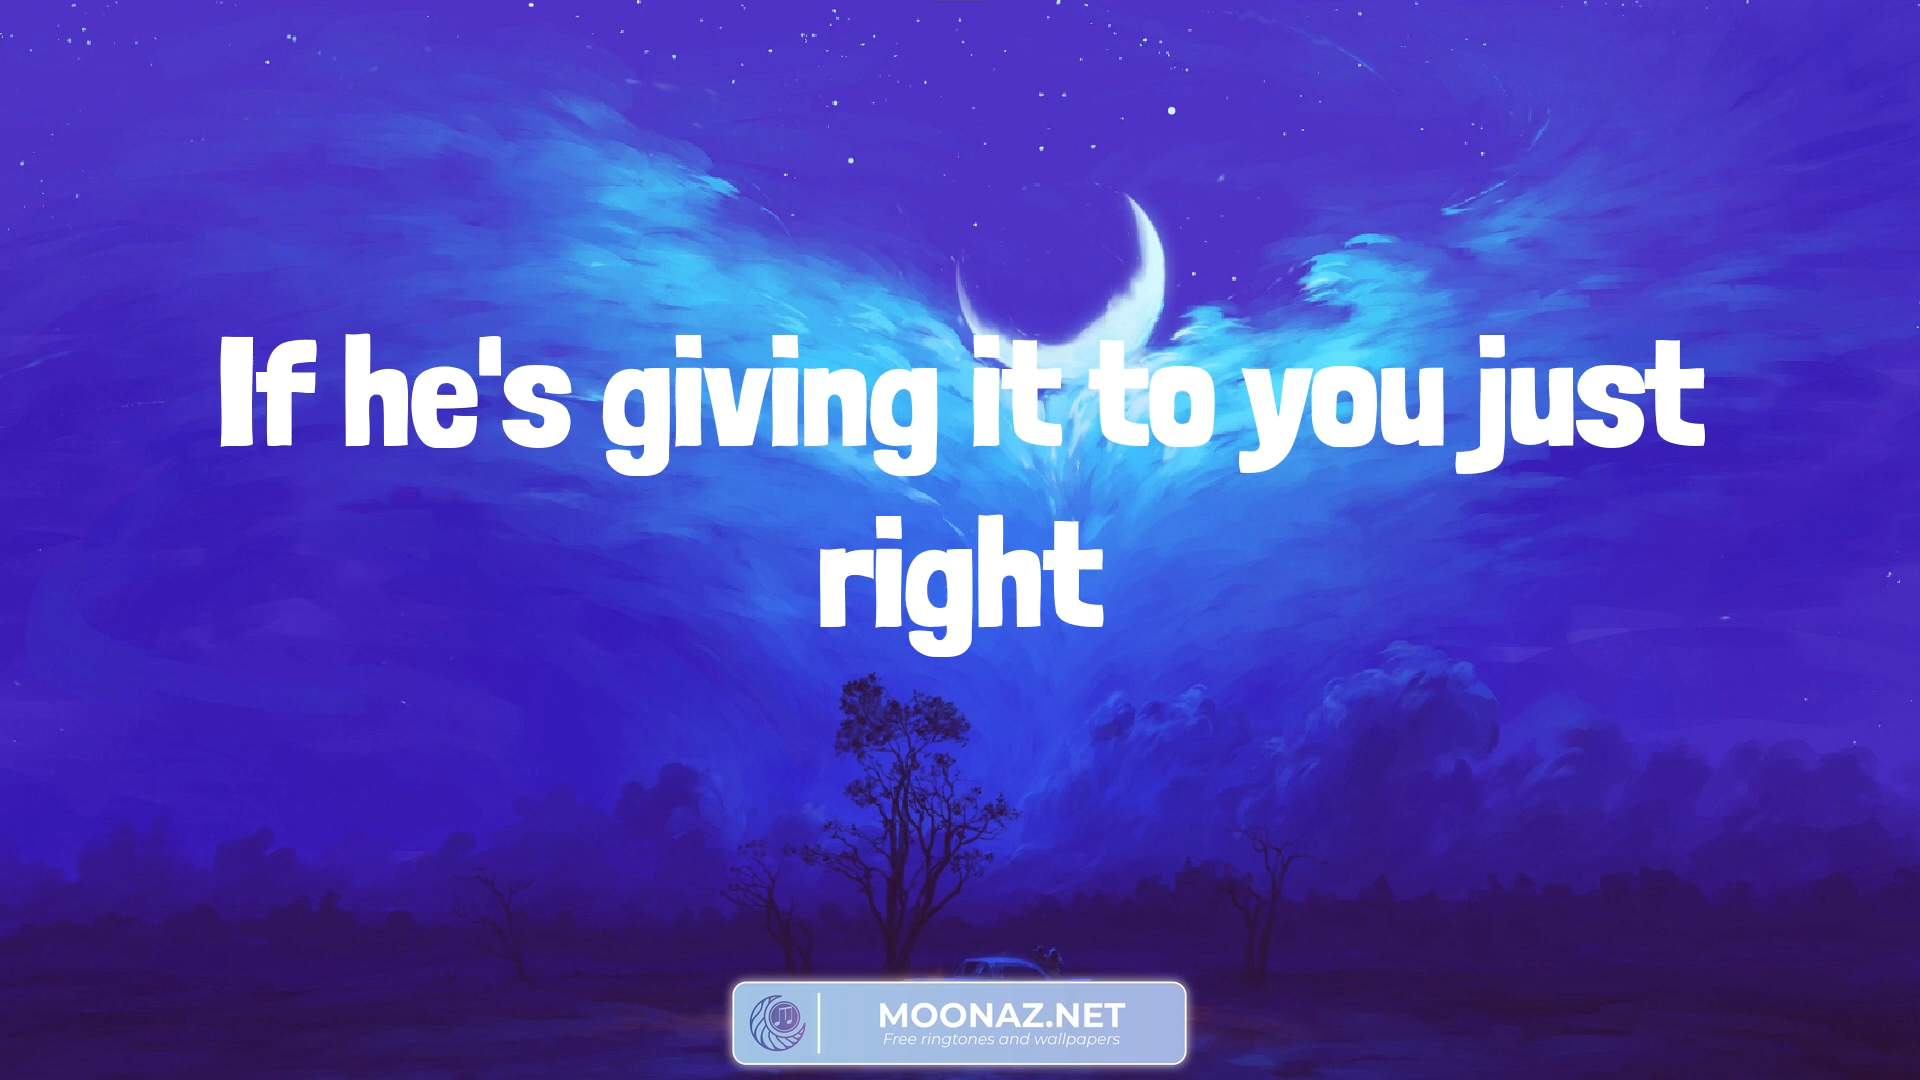 If he's giving it to you just
right
MOONAZ.NET
Free ringtones and wallpapers